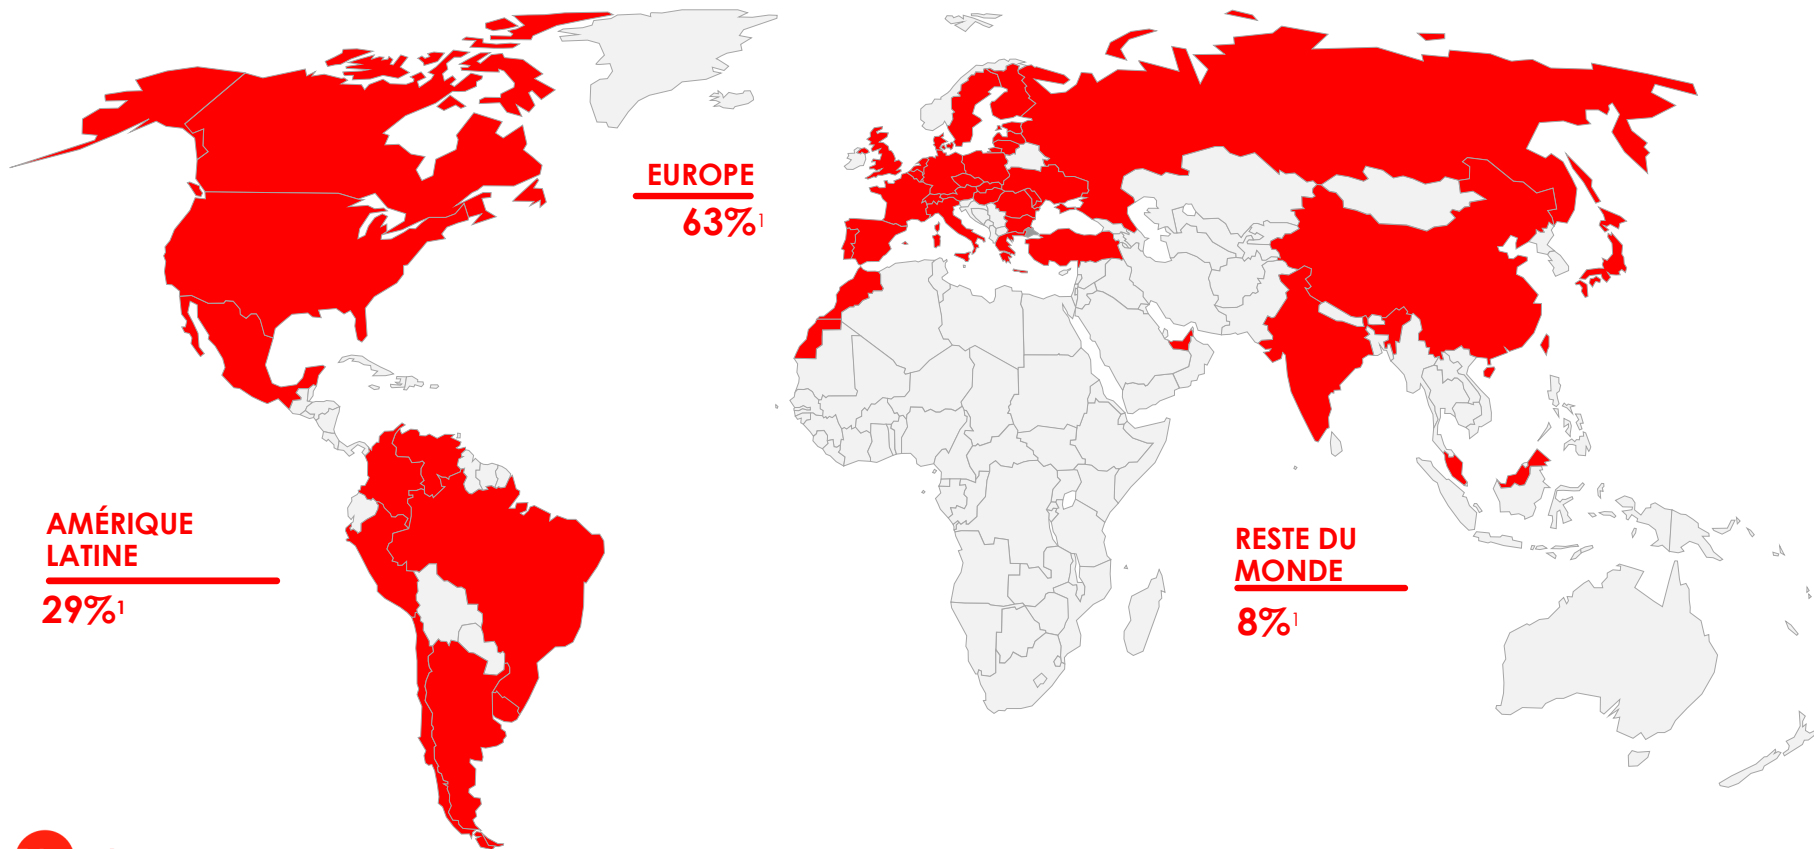 EUROPE
63%1
AMÉRIQUE
LATINE
29%1
RESTE DU
MONDE
8%1